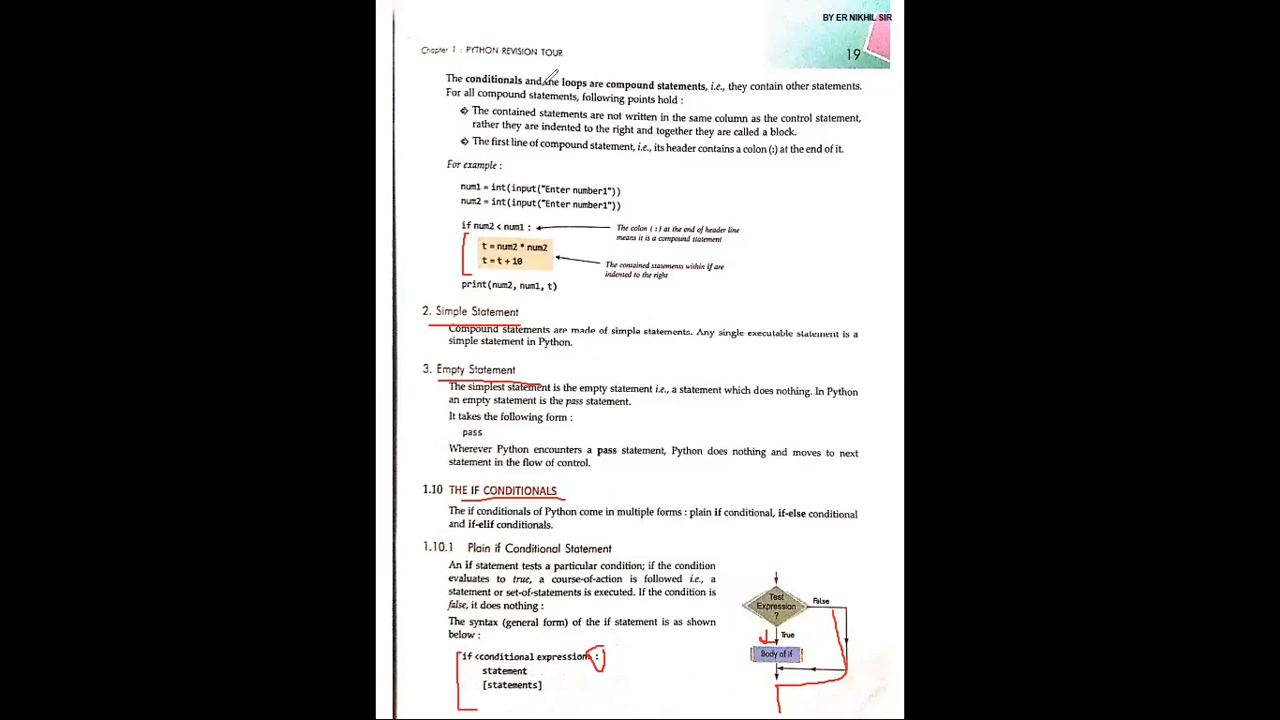 BY ER NIKHIL SIR
Chapter 1 : PYTHON REVISION TOUR
19
The conditionals and the loops are compound statements, i.e., they contain other statements.
For all compound statements, following points hold :
The contained statements are not written in the same column as the control statement,
rather they are indented to the right and together they are called a block.
The first line of compound statement, i.e., its header contains a colon (:) at the end of it.
For example :
num1 = int(input("Enter number1"))
num2 = int(input("Enter number1"))
if num2 < num1 :
The colon ( : ) at the end of header line
means it is a compound statement
t = num2 * num2
t = t + 10
The contained statements within if are
indented to the right
print(num2, num1, t)
2. Simple Statement
Compound statements are made of simple statements. Any single executable statement is a
simple statement in Python.
3. Empty Statement
The simplest statement is the empty statement i.e., a statement which does nothing. In Python
an empty statement is the pass statement.
It takes the following form :
pass
Wherever Python encounters a pass statement, Python does nothing and moves to next
statement in the flow of control.
1.10 THE IF CONDITIONALS
The if conditionals of Python come in multiple forms : plain if conditional, if-else conditional
and if-elif conditionals.
1.10.1 Plain if Conditional Statement
An if statement tests a particular condition; if the condition
evaluates to true, a course-of-action is followed i.e., a
statement or set-of-statements is executed. If the condition is
false, it does nothing :
The syntax (general form) of the if statement is as shown
below :
if <conditional expression> :
statement
[statements]
Test
Expression
?
False
True
Body of if